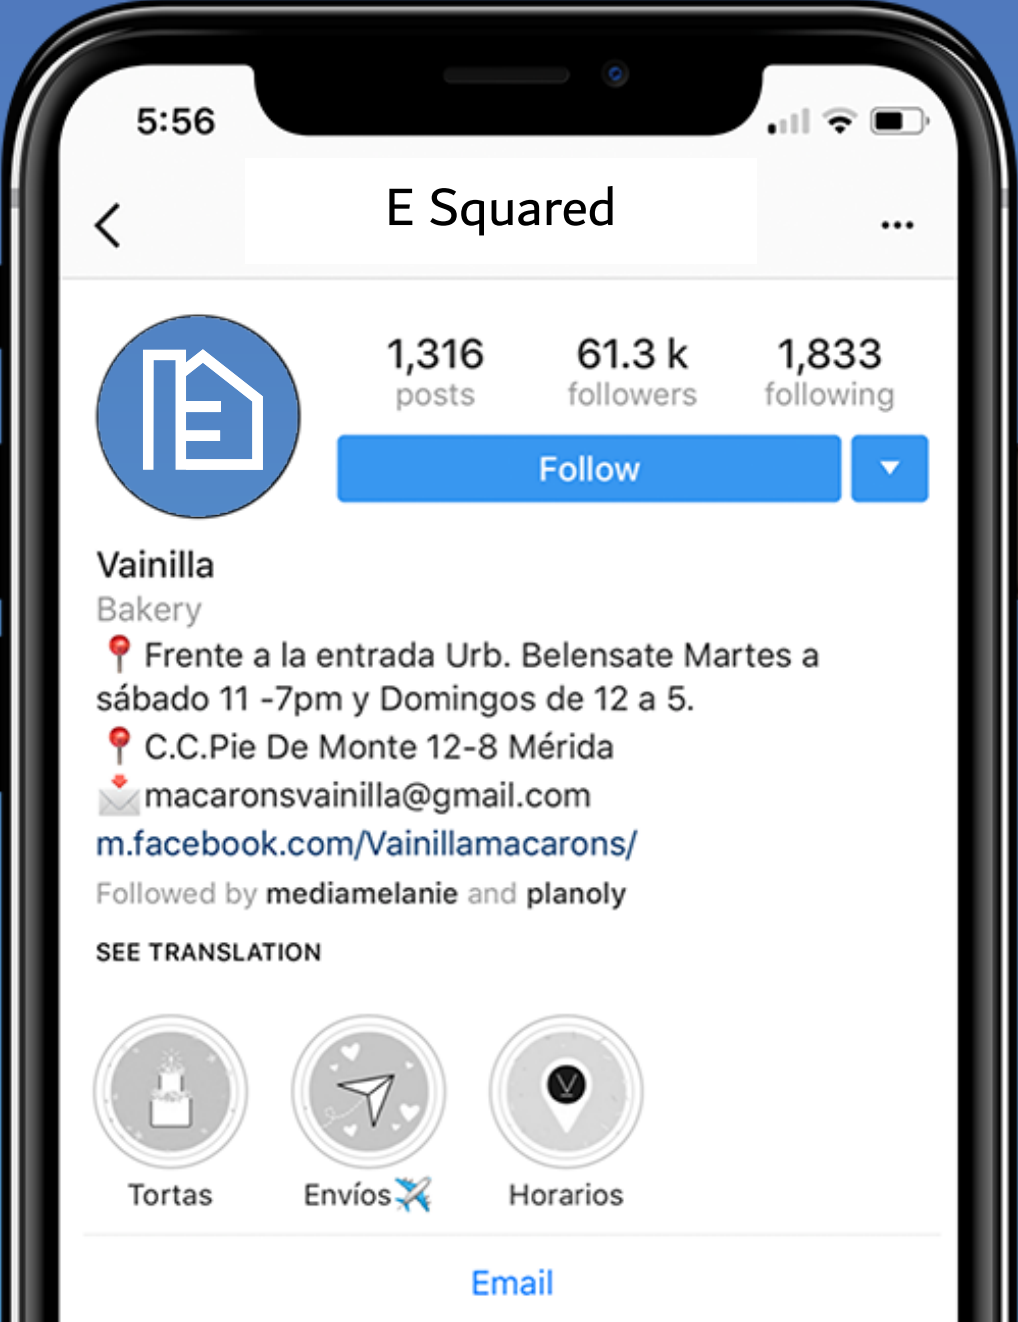 5:56
E Squared
1,316 61.3 k 1,833
posts followers following
Follow
Vainilla
Bakery
📍 Frente a la entrada Urb. Belensate Martes a
sábado 11 -7pm y Domingos de 12 a 5.
📍 C.C.Pie De Monte 12-8 Mérida
📩 macaronsvainilla@gmail.com
m.facebook.com/Vainillamacarons/
Followed by mediamelanie and planoly
SEE TRANSLATION
Tortas Envíos✈️ Horarios
Email